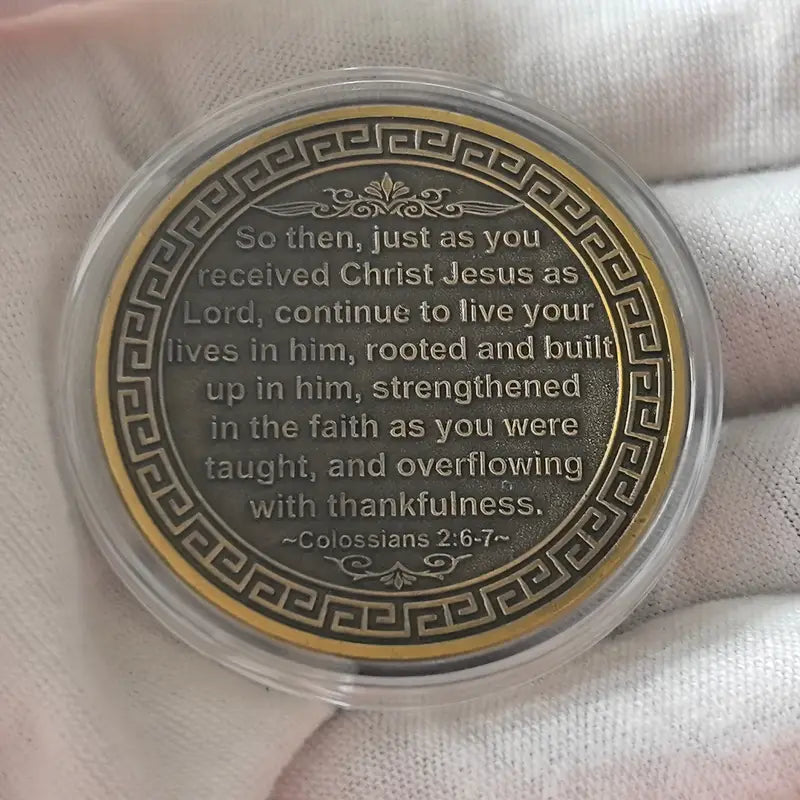 So then, just as you
received Christ Jesus as
Lord, continue to live your
lives in him, rooted and built
up in him, strengthened
in the faith as you were
taught, and overflowing
with thankfulness.
~Colossians 2:6-7~